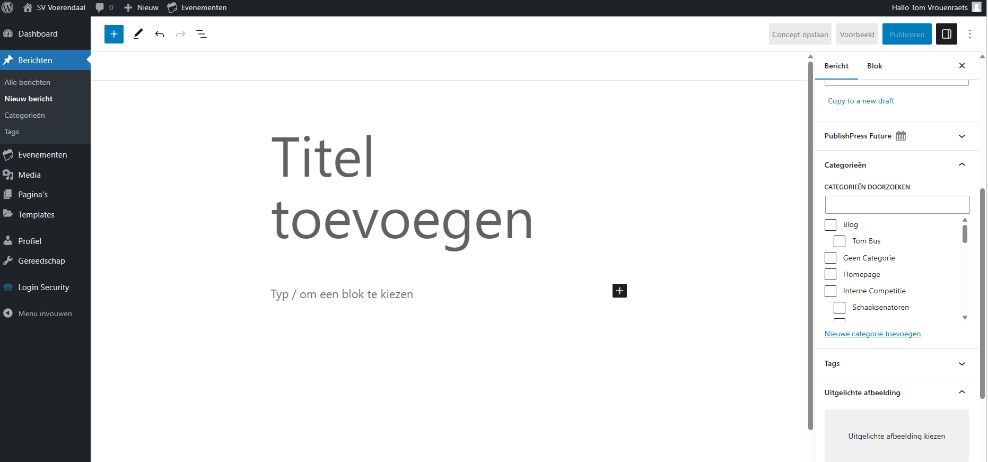 SV Voerendaal
0
Nieuw
Evenementen
Hallo Tom Vrouenraets
Dashboard
Berichten
Alle berichten
Nieuw bericht
Categorieën
Tags
Evenementen
Media
Pagina's
Templates
Profiel
Gereedschap
Login Security
Menu invouwen
Concept opslaan
Voorbeeld
Publiceren
Titel
toevoegen
Typ / om een blok te kiezen
Bericht
Blok
Copy to a new draft
PublishPress Future
Categorieën
CATEGORIEËN DOORZOEKEN
Blog
Tom Bus
Geen Categorie
Homepage
Interne Competitie
Schaaksenatoren
Nieuwe categorie toevoegen
Tags
Uitgelichte afbeelding
Uitgelichte afbeelding kiezen